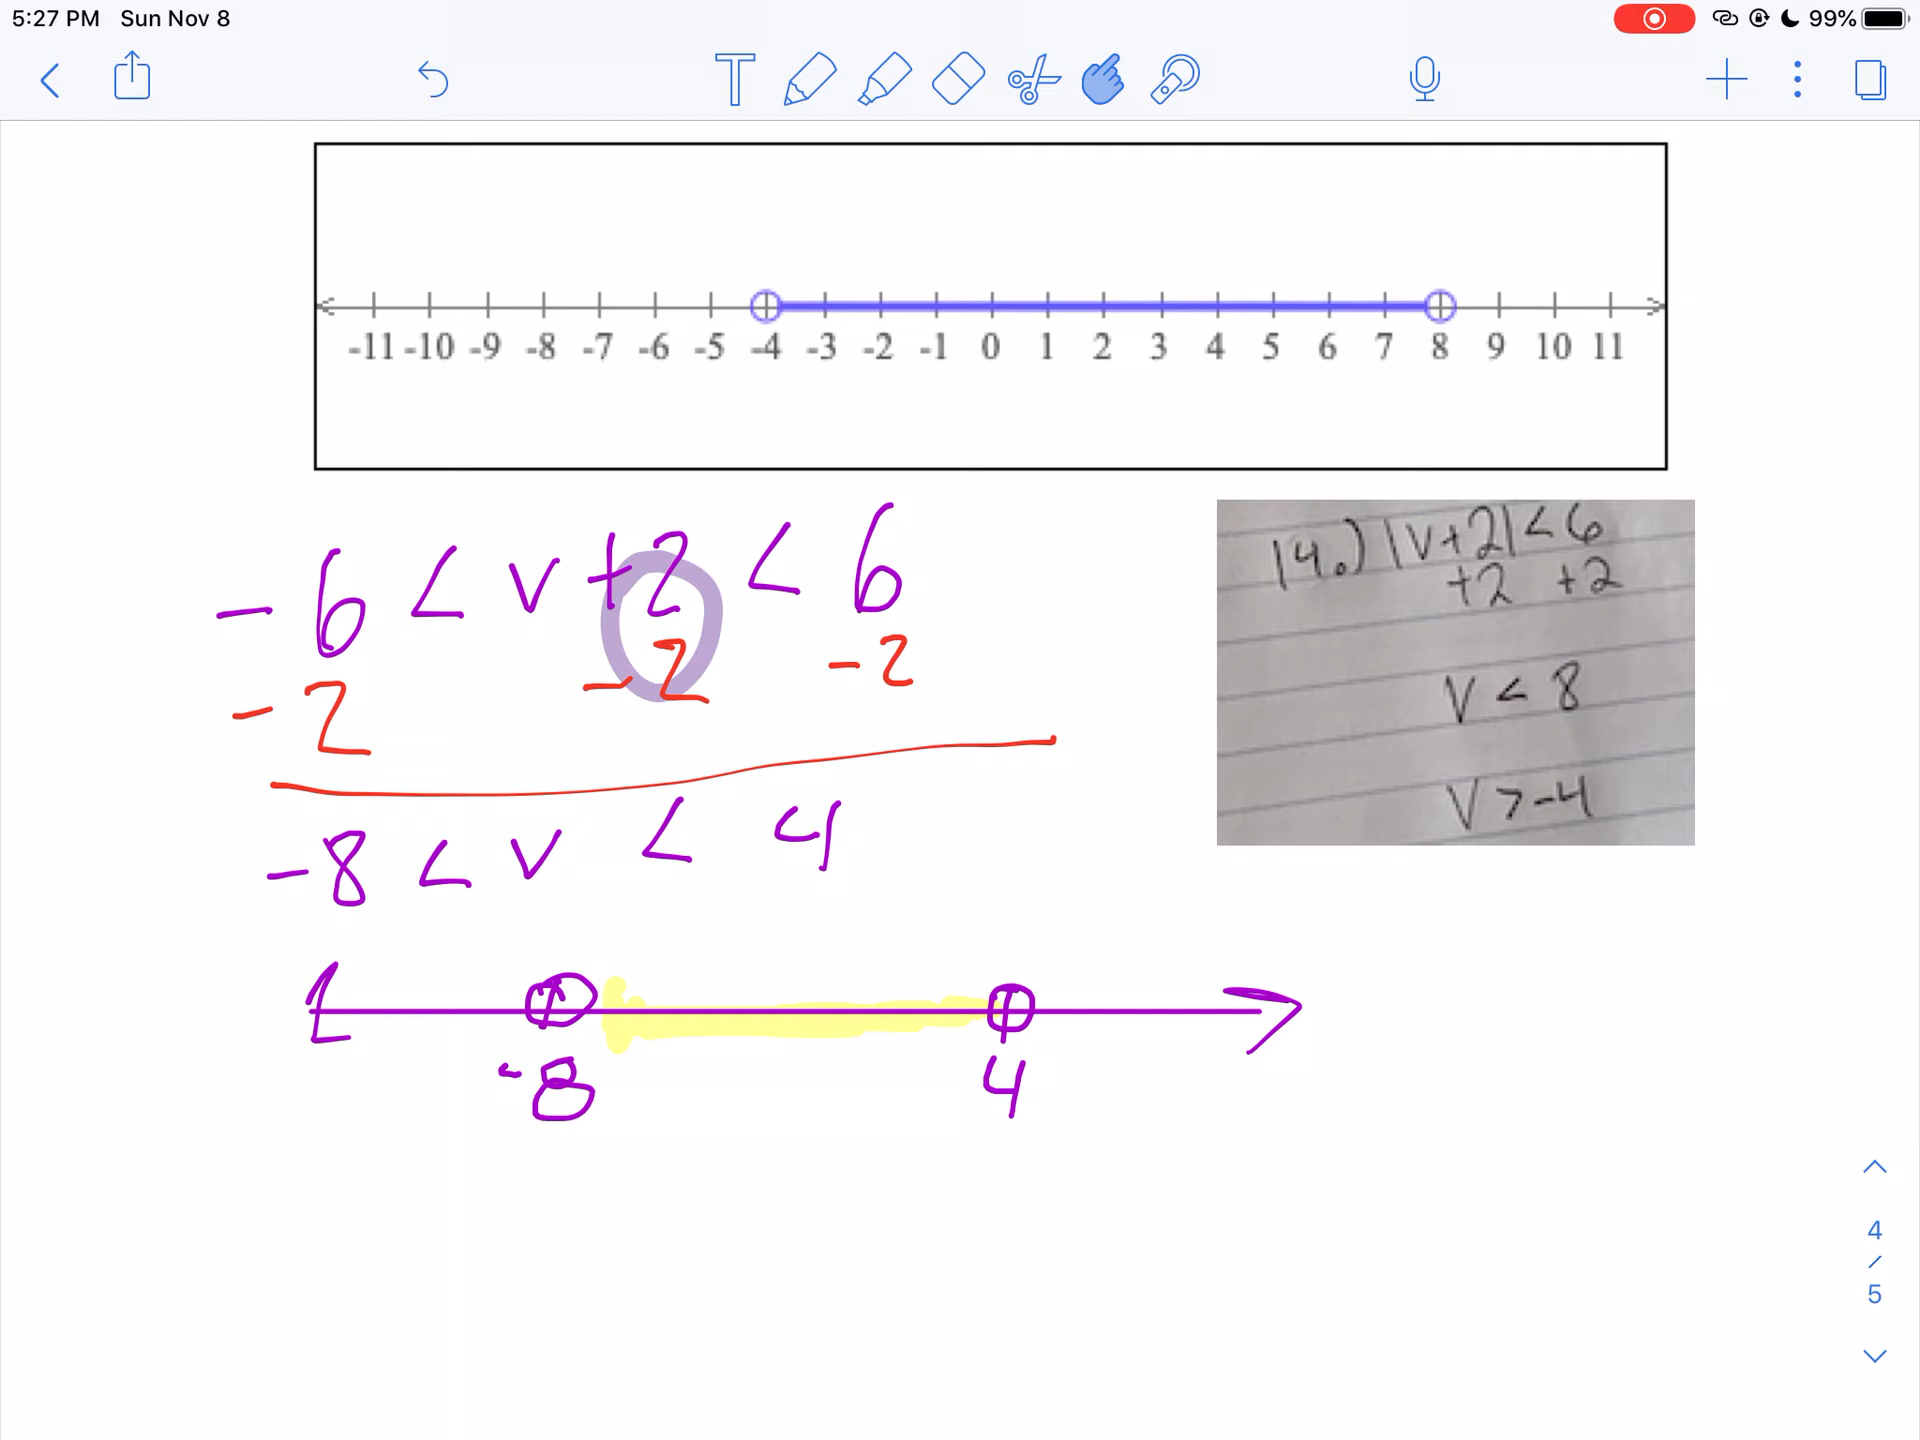 5:27 PM Sun Nov 8 99%
T
-11 -10 -9 -8 -7 -6 -5 -4 -3 -2 -1 0 1 2 3 4 5 6 7 8 9 10 11
-6 < v + 2 < 6
-2 -2 -2
-8 < v < 4
-8 4
14.) |v+2| < 6
+2 +2
V < 8
V > -4
4
/
5